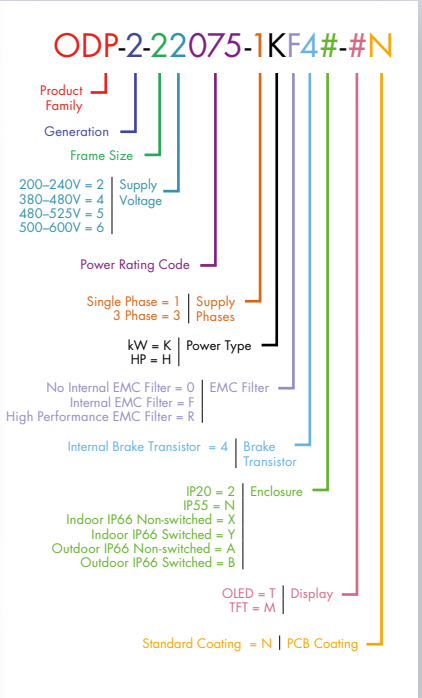 ODP-2-22075-1KF4#-#N
Product
Family
Generation
Frame Size
200–240V = 2
380–480V = 4
480–525V = 5
500–600V = 6
Supply
Voltage
Power Rating Code
Single Phase = 1
3 Phase = 3
Supply
Phases
kW = K
HP = H
Power Type
No Internal EMC Filter = 0
Internal EMC Filter = F
High Performance EMC Filter = R
EMC Filter
Internal Brake Transistor = 4
Brake
Transistor
IP20 = 2
IP55 = N
Indoor IP66 Non-switched = X
Indoor IP66 Switched = Y
Outdoor IP66 Non-switched = A
Outdoor IP66 Switched = B
Enclosure
OLED = T
TFT = M
Display
Standard Coating = N
PCB Coating